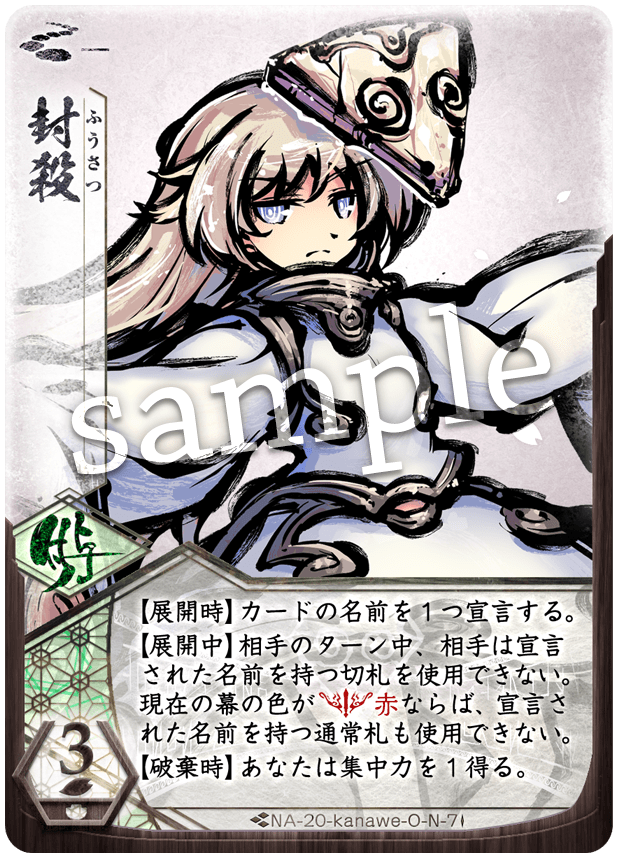 封殺
ふうさつ
sample
【展開時】カードの名前を1つ宣言する。
【展開中】相手のターン中、相手は宣言
された名前を持つ切札を使用できない。
現在の幕の色が赤ならば、宣言さ
れた名前を持つ通常札も使用できない。
【破棄時】あなたは集中力を1得る。
3
NA-20-kanawe-O-N-7